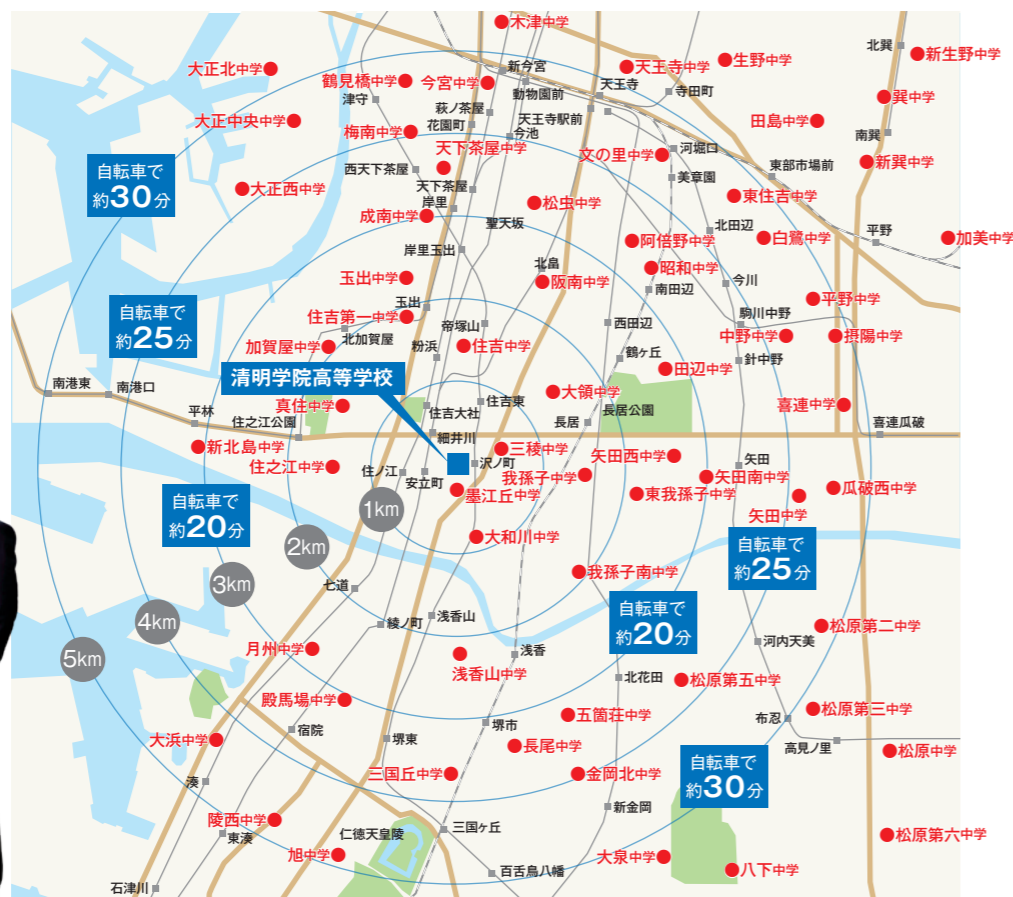 木津中学
北巽
新生野中学
生野中学
天王寺中学
大正北中学
新今宮
鶴見橋中学
今宮中学
動物園前
天王寺
寺田町
巽中学
津守
萩ノ茶屋
天王寺駅前
大正中央中学
花園町
今池
田島中学
南巽
梅南中学
天下茶屋中学
河堀口
文の里中学
東部市場前
新巽中学
自転車で
約30分
西天下茶屋
美章園
大正西中学
天下茶屋
岸里
松虫中学
東住吉中学
成南中学
聖天坂
北田辺
白鷺中学
平野
加美中学
阿倍野中学
岸里玉出
北畠
昭和中学
玉出中学
阪南中学
今川
南田辺
自転車で
約25分
玉出
平野中学
住吉第一中学
帝塚山
西田辺
駒川中野
北加賀屋
中野中学
摂陽中学
加賀屋中学
粉浜
住吉中学
鶴ヶ丘
針中野
清明学院高等学校
田辺中学
南港東
南港口
大領中学
真住中学
住吉大社
住吉東
長居公園
喜連中学
平林
住之江公園
長居
喜連瓜破
細井川
新北島中学
三稜中学
矢田西中学
住之江中学
住ノ江
安立町
沢ノ町
我孫子中学
矢田
矢田南中学
墨江丘中学
東我孫子中学
瓜破西中学
矢田中学
自転車で
約20分
1km
大和川中学
2km
自転車で
約25分
3km
七道
我孫子南中学
自転車で
約20分
4km
綾ノ町
浅香山
松原第二中学
5km
月州中学
浅香
河内天美
浅香山中学
北花田
松原第五中学
殿馬場中学
五箇荘中学
布忍
松原第三中学
大浜中学
宿院
堺東
堺市
長尾中学
高見ノ里
松原中学
自転車で
約30分
湊
三国丘中学
金岡北中学
新金岡
陵西中学
東湊
仁徳天皇陵
三国ヶ丘
松原第六中学
旭中学
大泉中学
百舌鳥八幡
八下中学
石津川